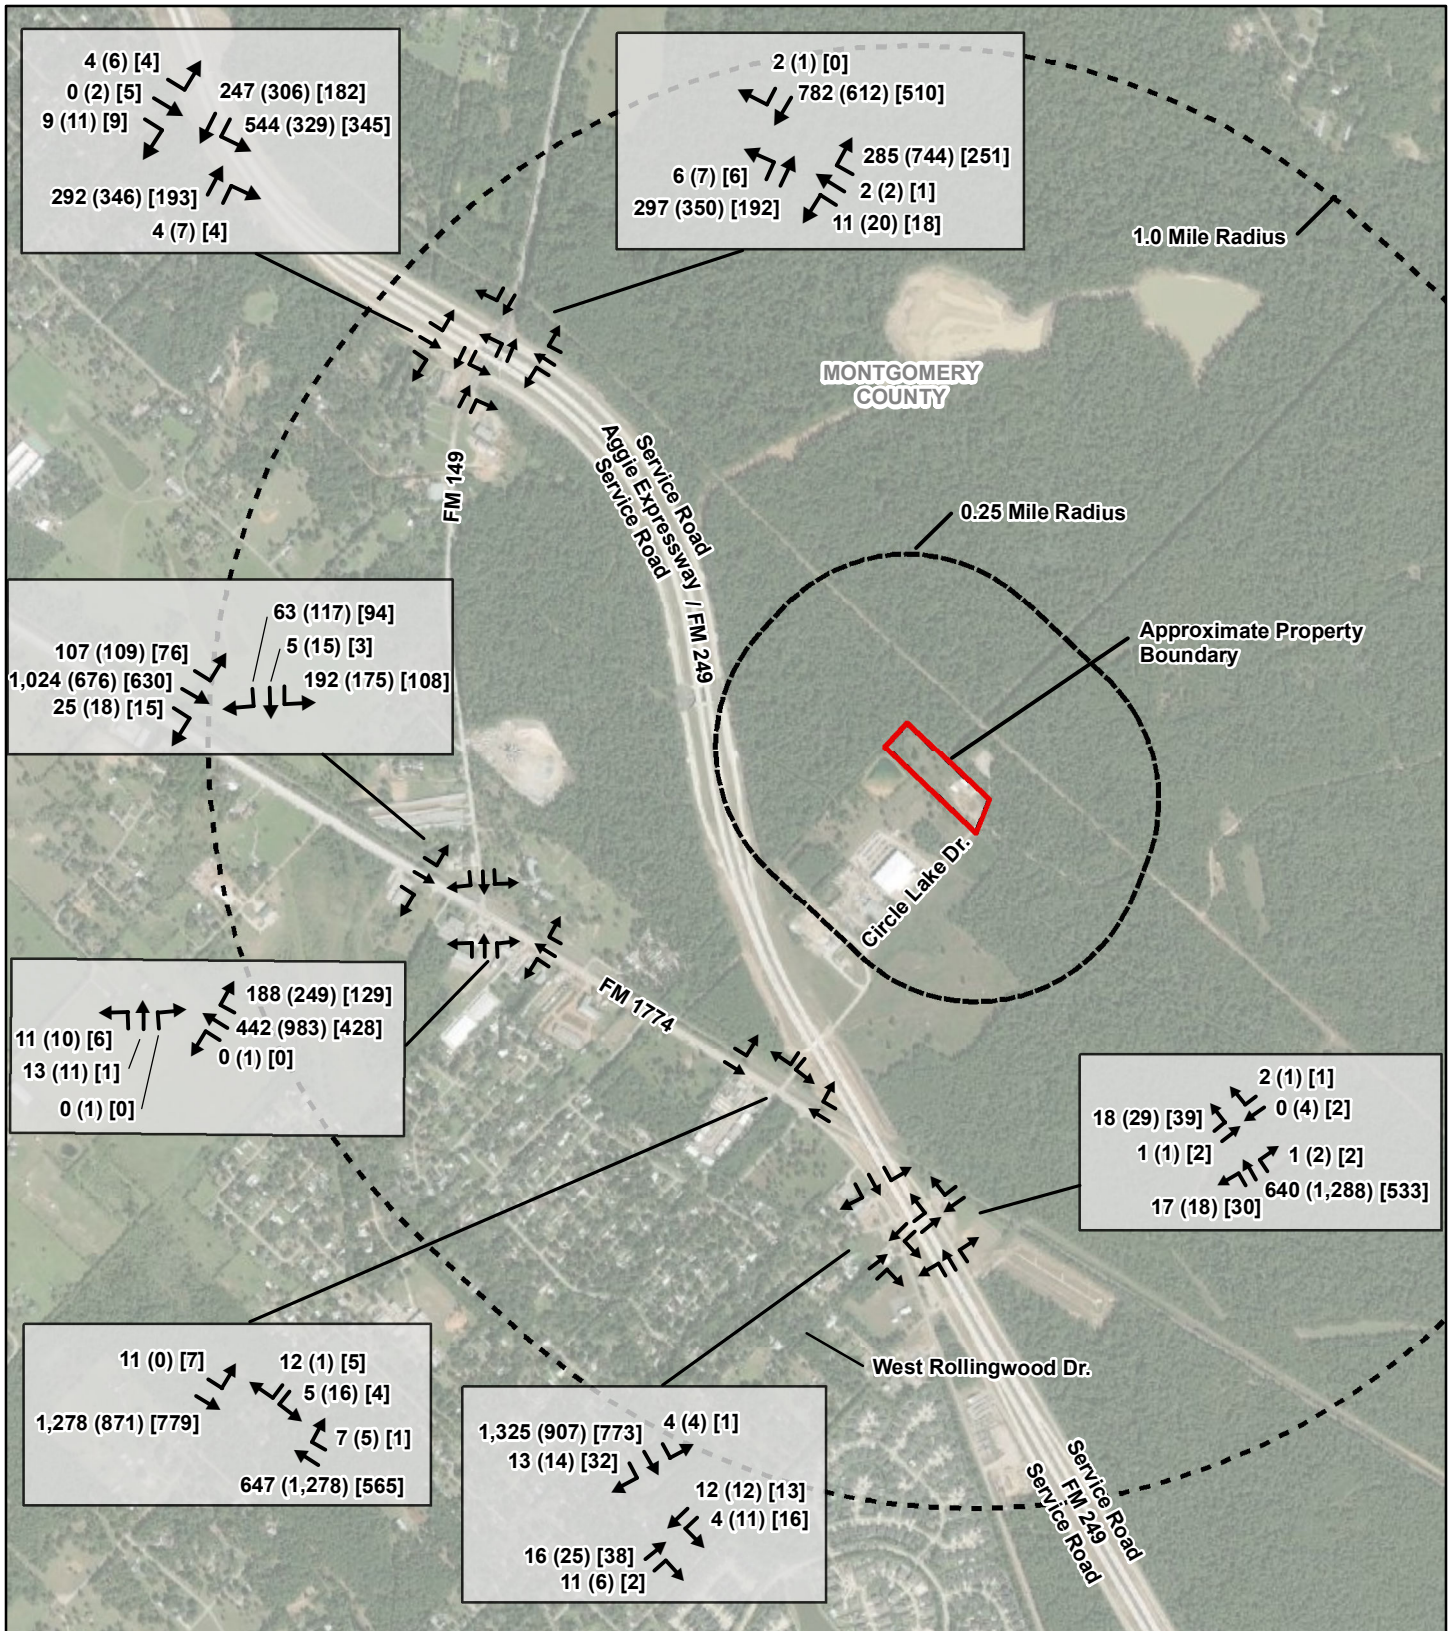 4 (6) [4]
0 (2) [5]
9 (11) [9]
247 (306) [182]
544 (329) [345]
292 (346) [193]
4 (7) [4]
2 (1) [0]
782 (612) [510]
285 (744) [251]
6 (7) [6]
2 (2) [1]
297 (350) [192]
11 (20) [18]
1.0 Mile Radius
MONTGOMERY
COUNTY
Service Road
Aggie Expressway / FM 249
Service Road
FM 149
0.25 Mile Radius
Approximate Property
Boundary
63 (117) [94]
5 (15) [3]
107 (109) [76]
1,024 (676) [630]
192 (175) [108]
25 (18) [15]
Circle Lake Dr.
FM 1774
188 (249) [129]
442 (983) [428]
11 (10) [6]
0 (1) [0]
13 (11) [1]
0 (1) [0]
2 (1) [1]
0 (4) [2]
18 (29) [39]
1 (1) [2]
1 (2) [2]
640 (1,288) [533]
17 (18) [30]
11 (0) [7]
12 (1) [5]
5 (16) [4]
1,278 (871) [779]
7 (5) [1]
647 (1,278) [565]
West Rollingwood Dr.
4 (4) [1]
1,325 (907) [773]
13 (14) [32]
12 (12) [13]
4 (11) [16]
16 (25) [38]
11 (6) [2]
Service Road
FM 249
Service Road